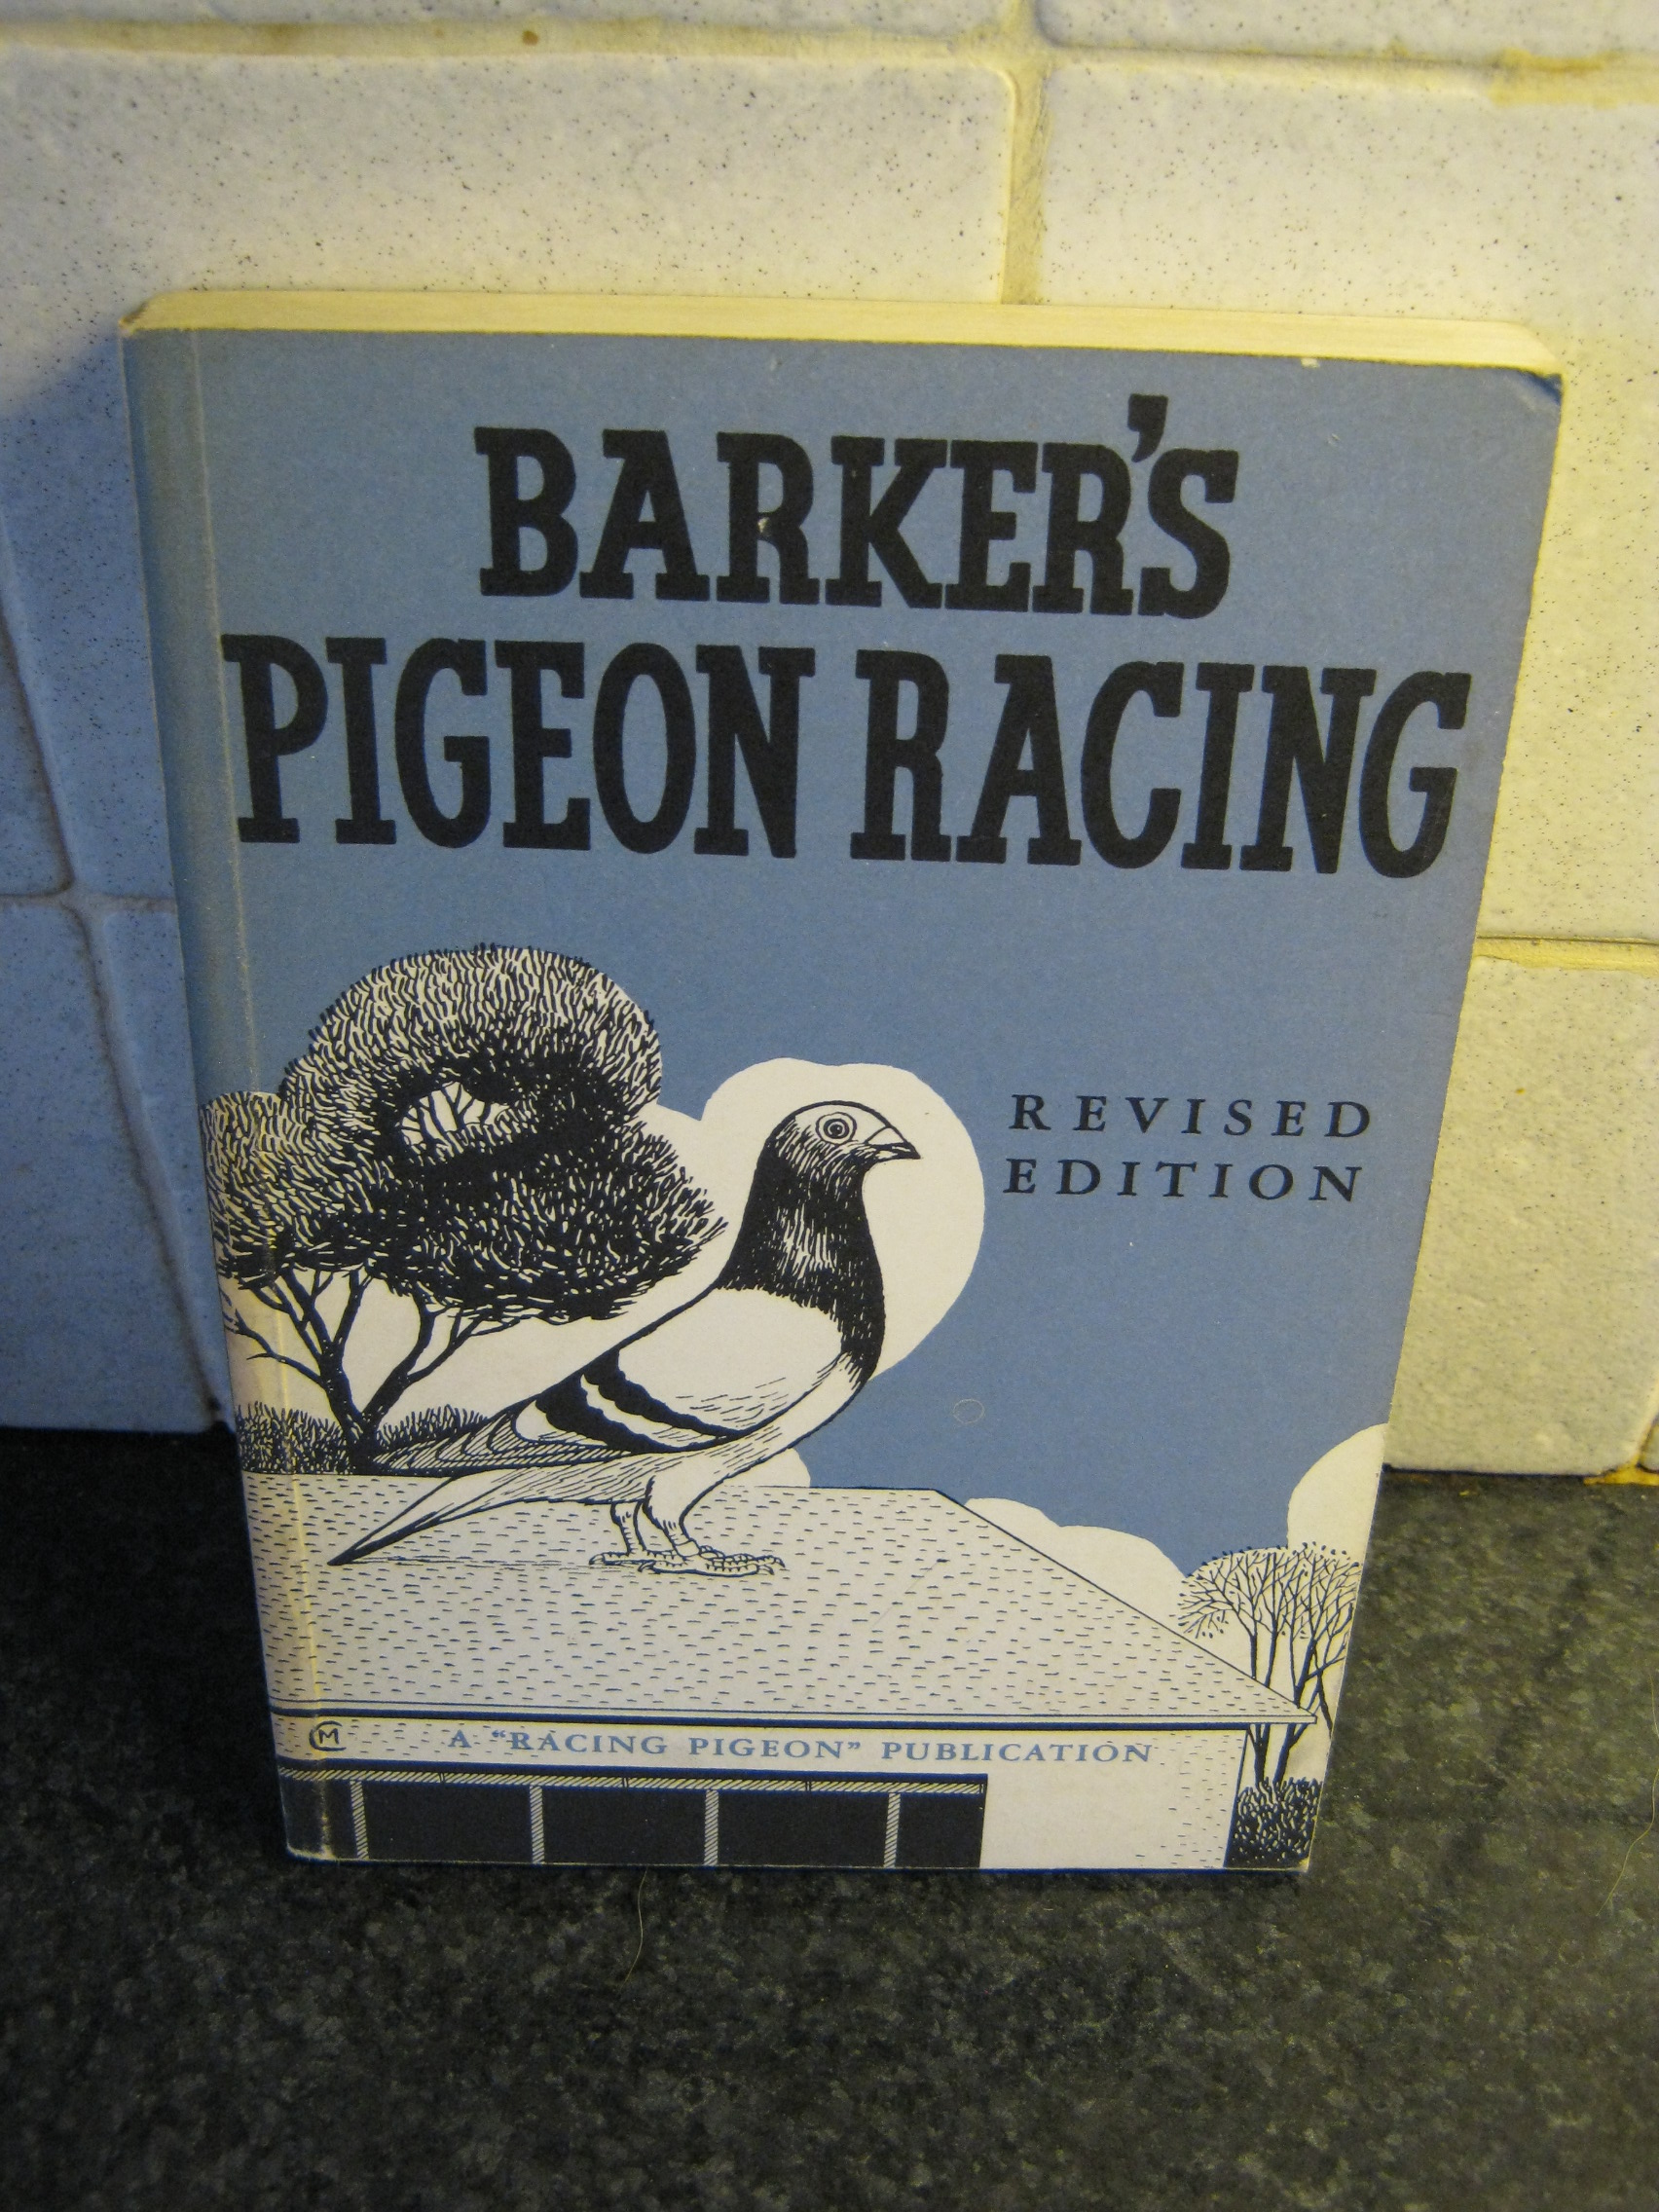 BARKER'S
PIGEON RACING
REVISED
EDITION
M
A "RACING PIGEON" PUBLICATION